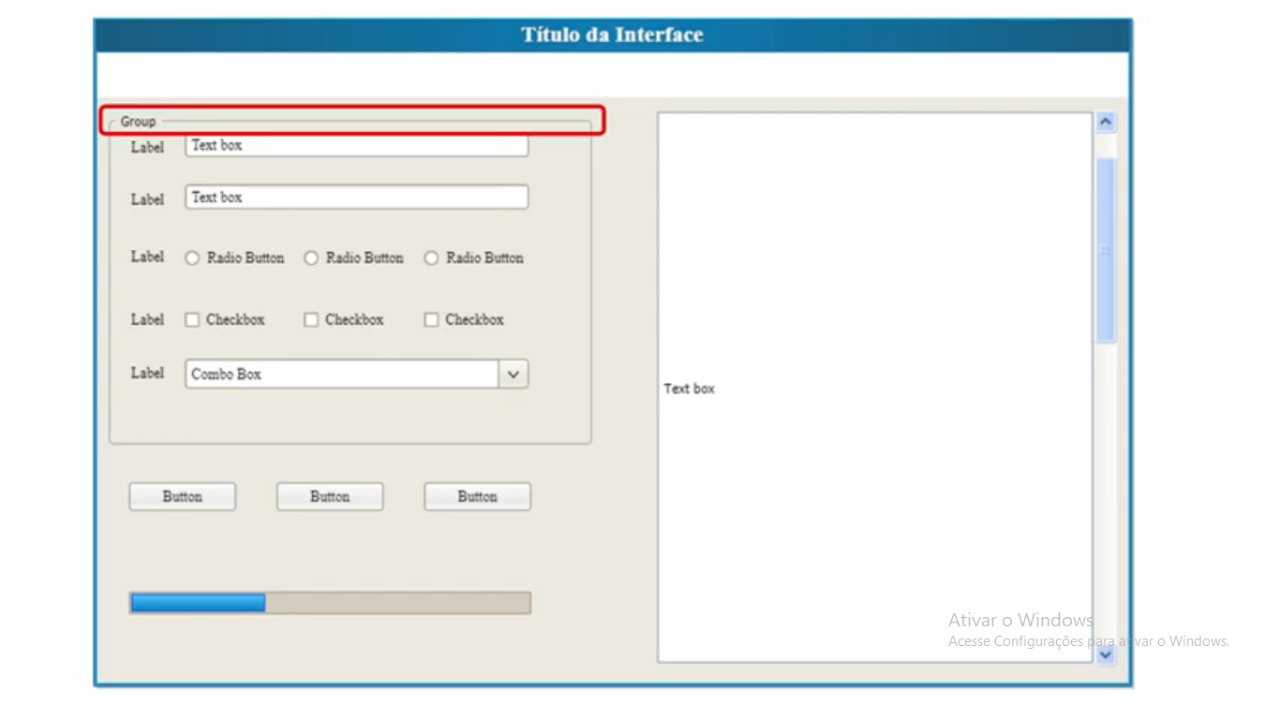 Título da Interface
Group
Label Text box
Label Text box
Label Radio Button Radio Button Radio Button
Label Checkbox Checkbox Checkbox
Label Combo Box
Text box
Button Button Button
Ativar o Windows
Acesse Configurações para ativar o Windows.